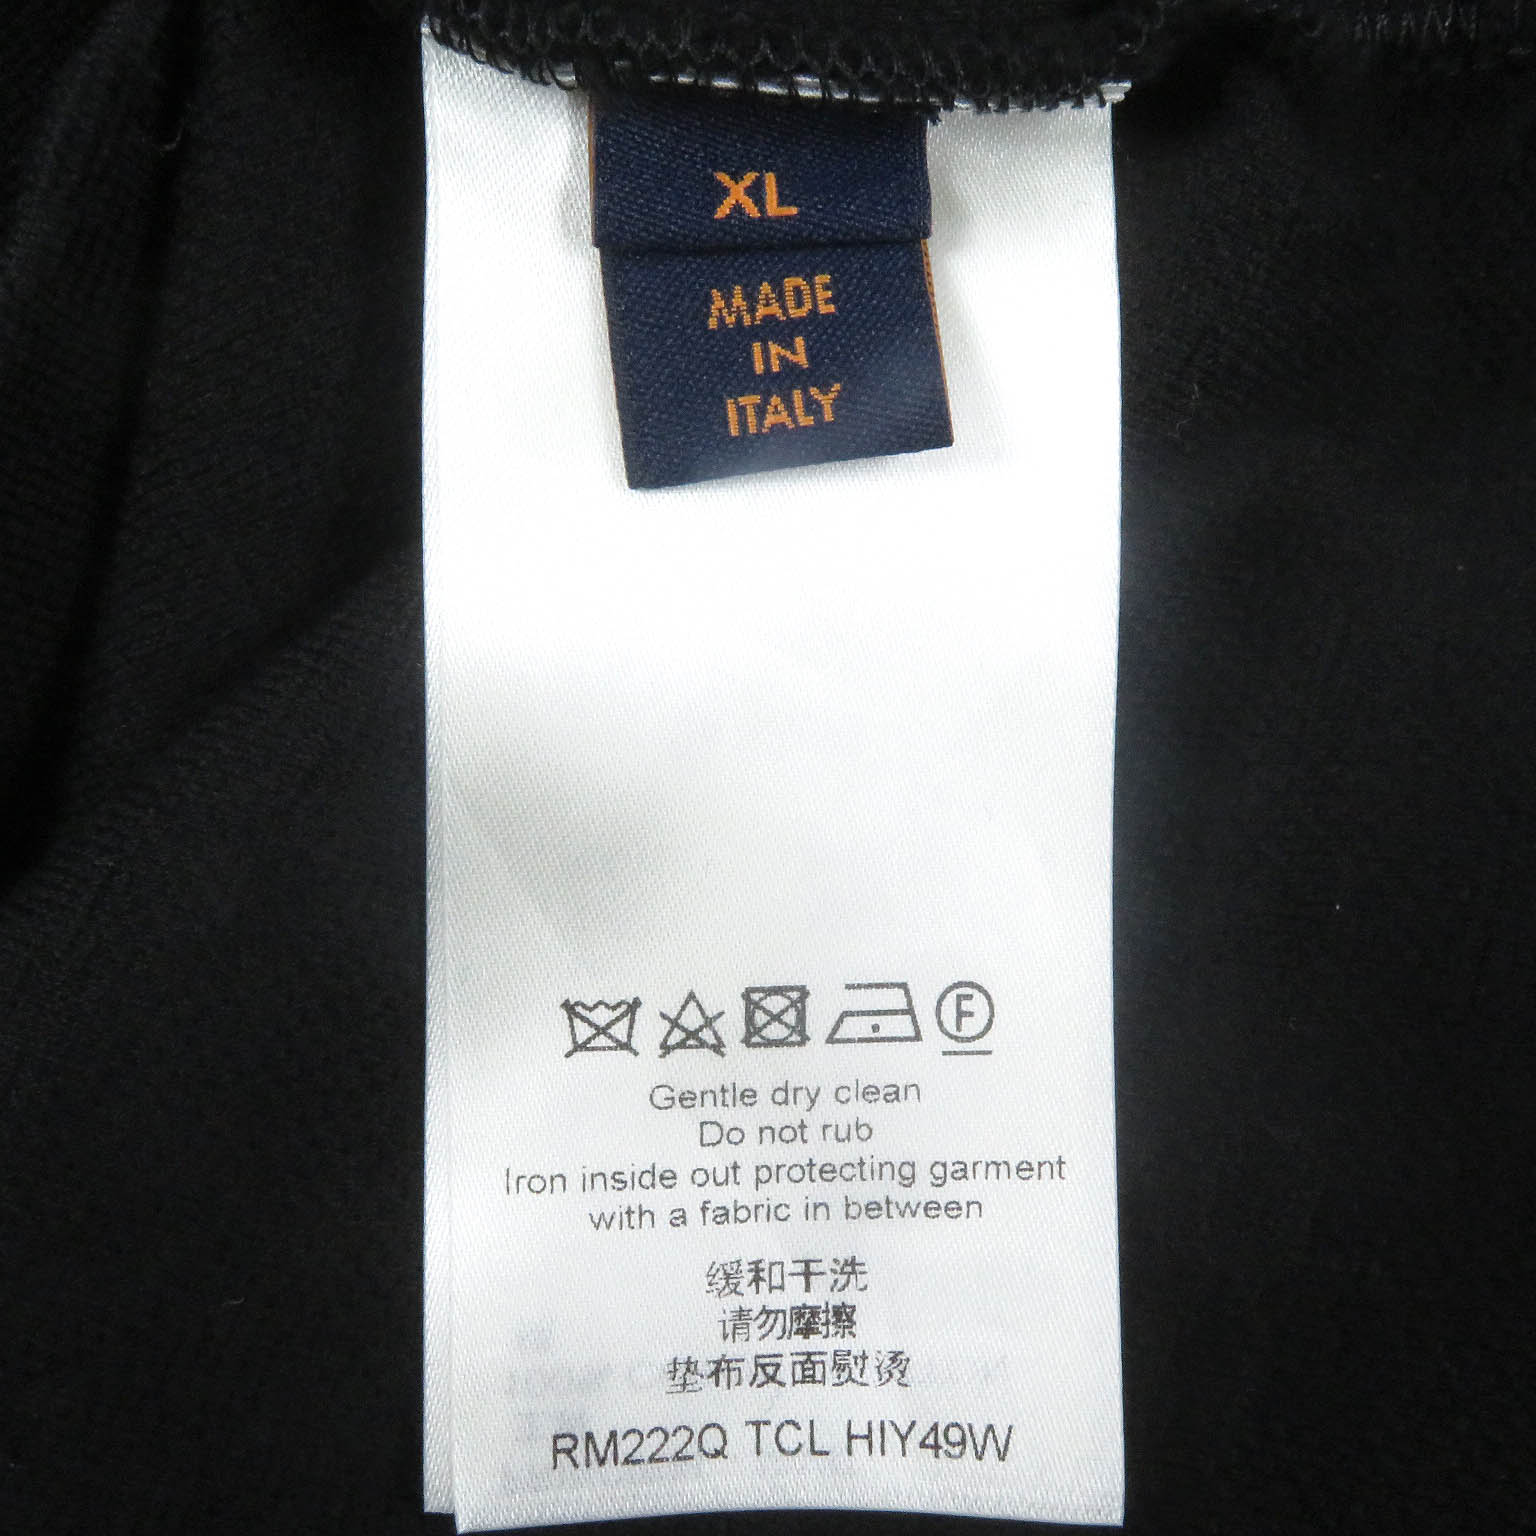 XL
MADE
IN
ITALY
F
Gentle dry clean
Do not rub
Iron inside out protecting garment
with a fabric in between
缓和干洗
请勿摩擦
垫布反面熨烫
RM222Q TCL HIY49W